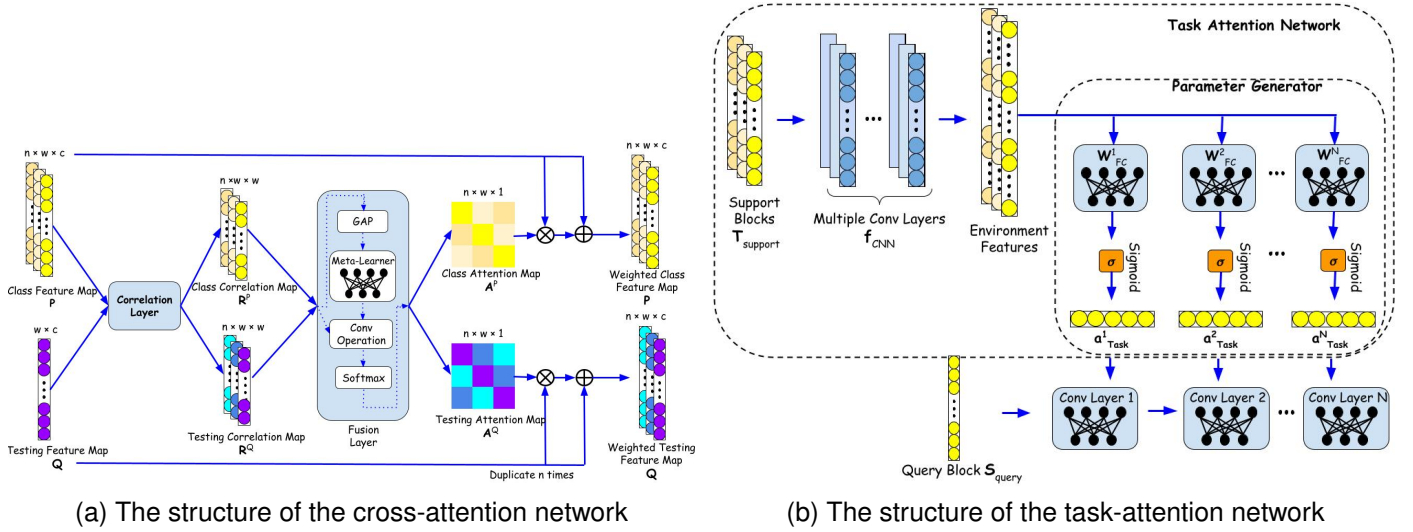 n × w × c
Class Feature Map
P
w × c
Testing Feature Map
Q
Correlation
Layer
n ×w × w
Class Correlation Map
R^P
n × w × w
Testing Correlation Map
R^Q
GAP
Meta-Learner
Conv
Operation
Softmax
Fusion
Layer
n × w × 1
Class Attention Map
A^P
n × w × 1
Testing Attention Map
A^Q
Duplicate n times
n × w × c
Weighted Class
Feature Map
P
n × w × c
Weighted Testing
Feature Map
Q
(a) The structure of the cross-attention network
Task Attention Network
Support
Blocks
T_support
Multiple Conv Layers
f_CNN
Environment
Features
Parameter Generator
W^1_FC
W^2_FC
W^N_FC
σ
Sigmoid
σ
Sigmoid
σ
Sigmoid
a^1_Task
a^2_Task
a^N_Task
Query Block S_query
Conv Layer 1
Conv Layer 2
Conv Layer N
(b) The structure of the task-attention network